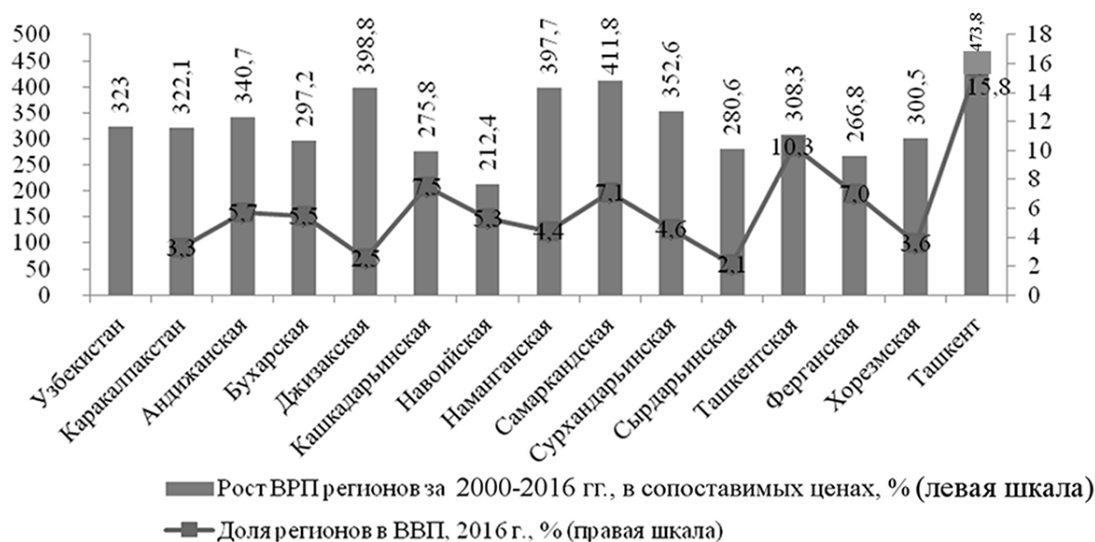 500
450
400
350
300
250
200
150
100
50
0
323
322,1
340,7
297,2
398,8
275,8
212,4
397,7
411,8
352,6
280,6
308,3
266,8
300,5
473,8
3,3
5,7
5,5
2,5
7,5
5,3
4,4
7,1
4,6
2,1
10,3
7,0
3,6
15,8
18
16
14
12
10
8
6
4
2
0
Узбекистан
Каракалпакстан
Андижанская
Бухарская
Джизакская
Кашкадарьинская
Навоийская
Наманганская
Самаркандская
Сурхандарьинская
Сырдарьинская
Ташкентская
Ферганская
Хорезмская
Ташкент
Рост ВРП регионов за 2000-2016 гг., в сопоставимых ценах, % (левая шкала)
Доля регионов в ВВП, 2016 г., % (правая шкала)